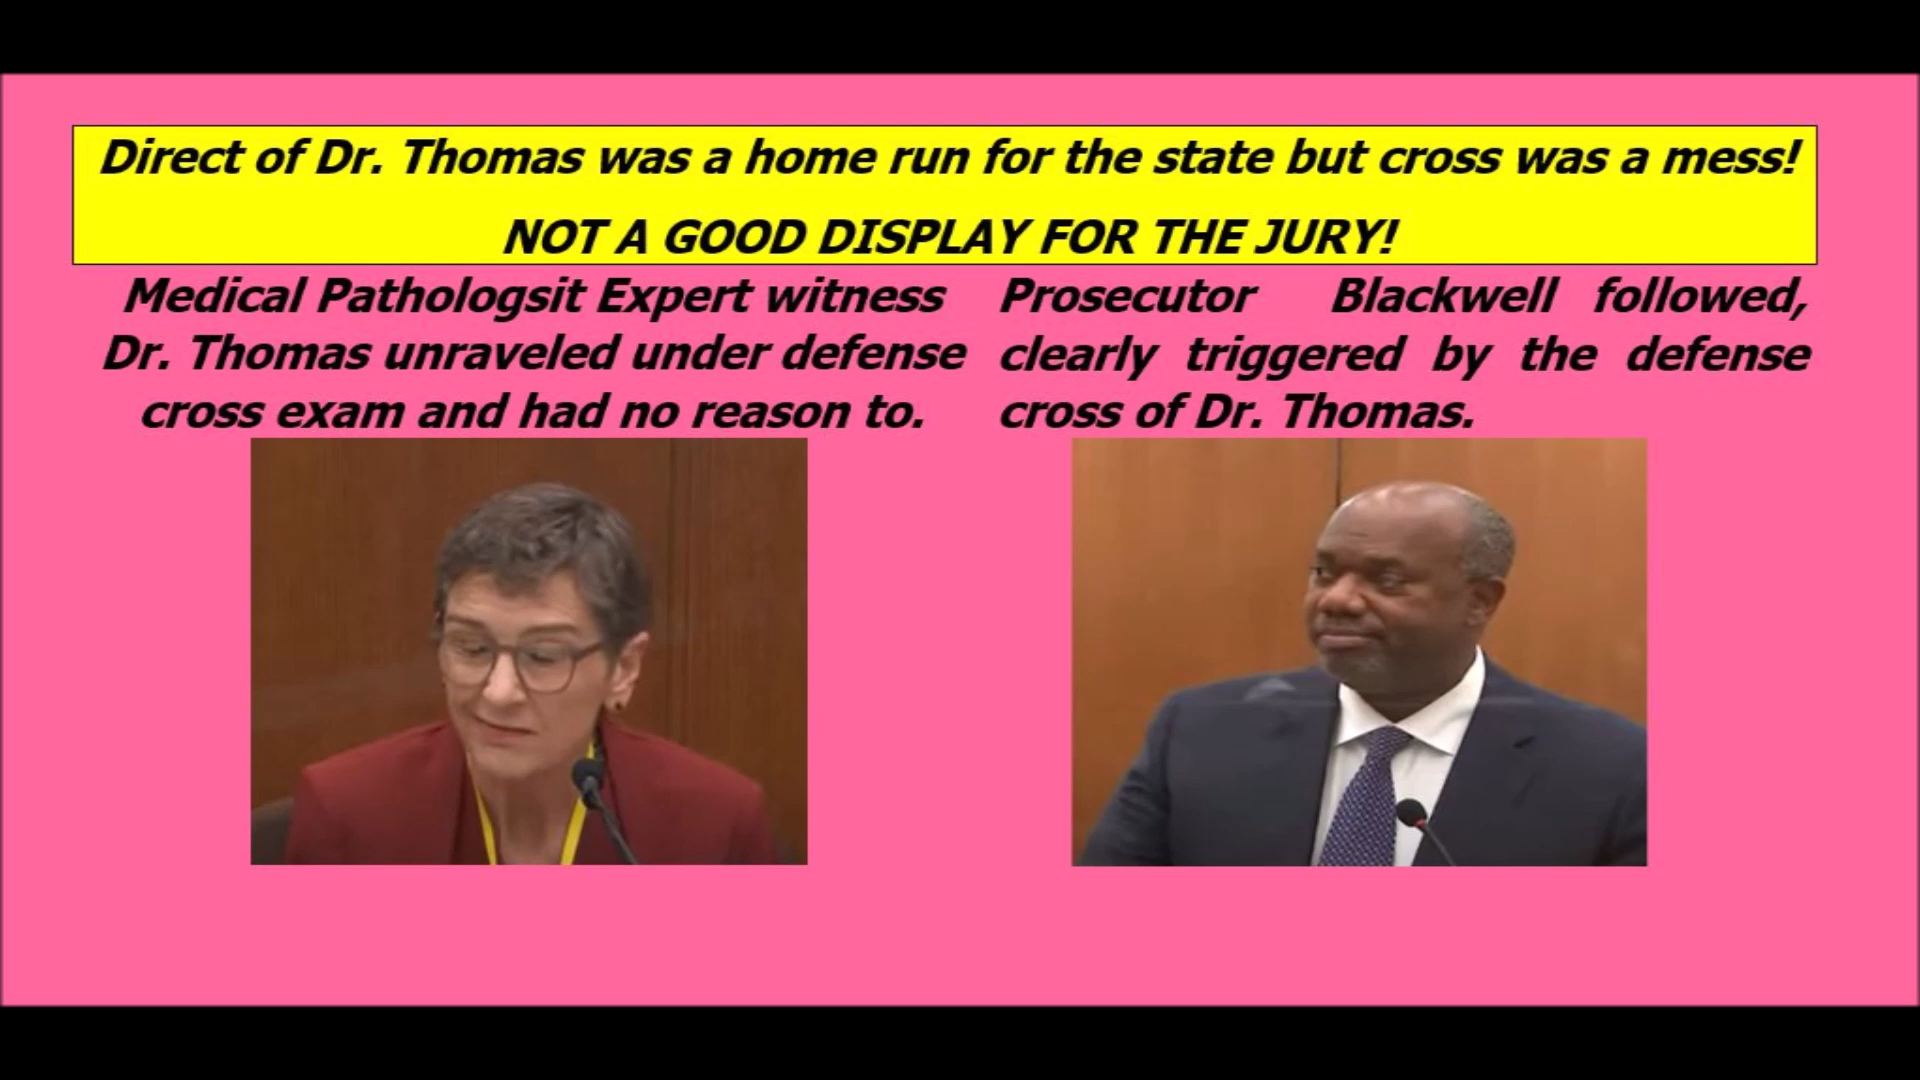 Direct of Dr. Thomas was a home run for the state but cross was a mess!
NOT A GOOD DISPLAY FOR THE JURY!
Medical Pathologsit Expert witness
Dr. Thomas unraveled under defense
cross exam and had no reason to.
Prosecutor Blackwell followed,
clearly triggered by the defense
cross of Dr. Thomas.